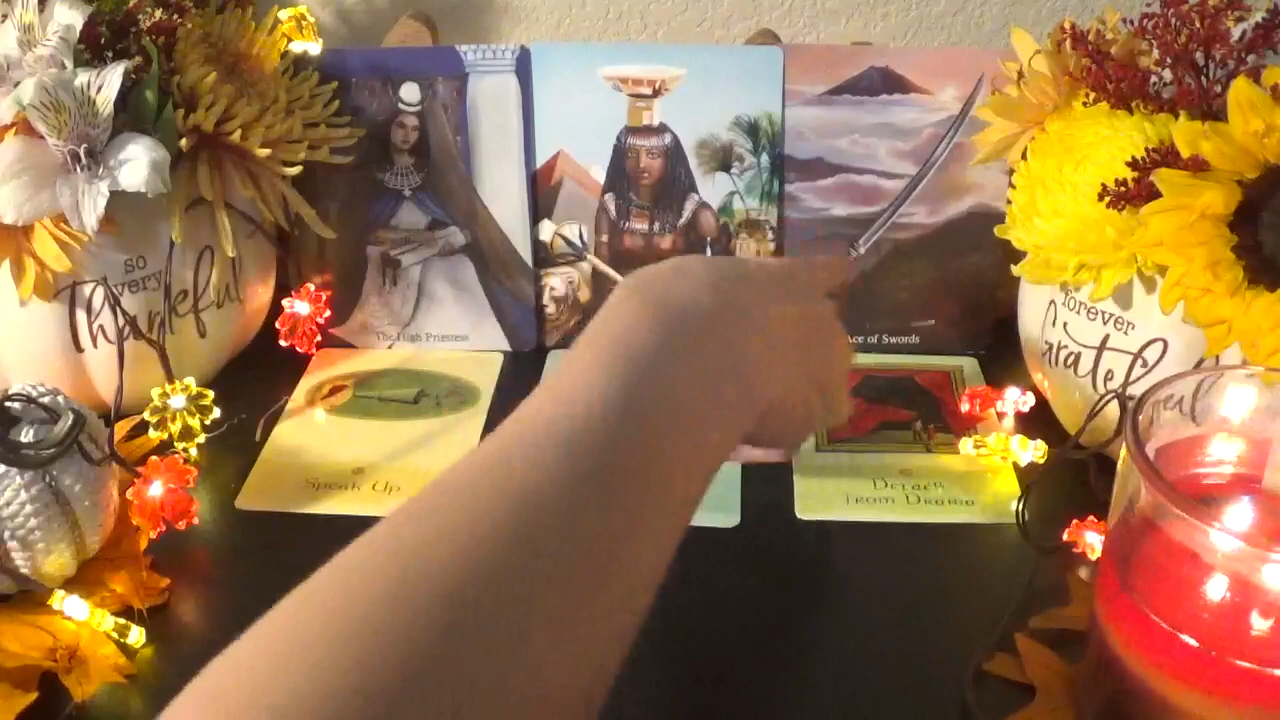 so
very
Thankful
forever
Grateful
The High Priestess
Ace of Swords
Speak Up
Detach
from Drama